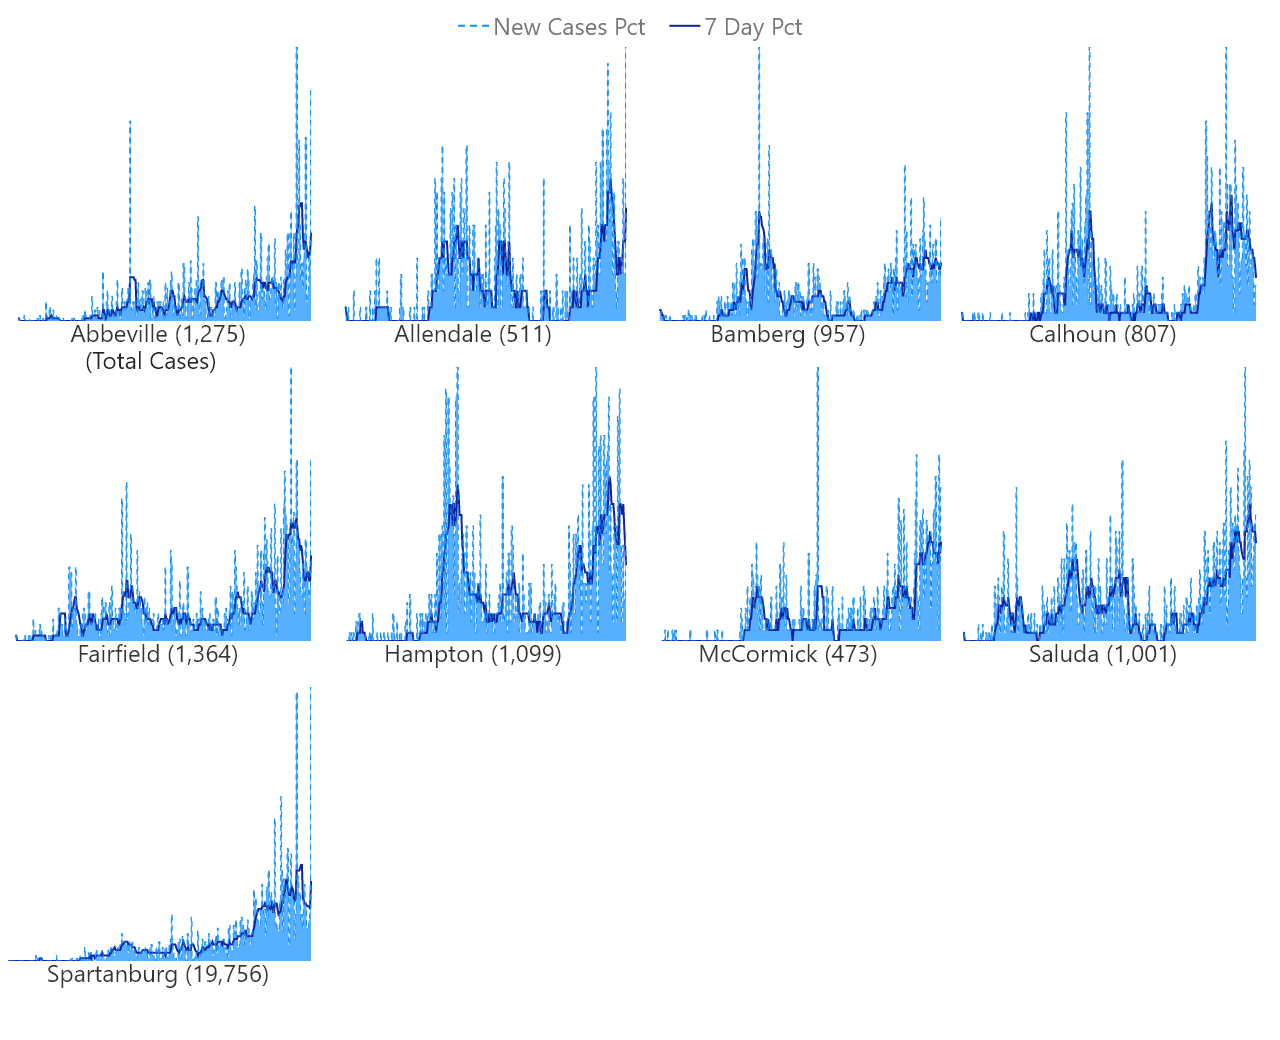 New Cases Pct 7 Day Pct
Abbeville (1,275)
(Total Cases)
Allendale (511)
Bamberg (957)
Calhoun (807)
Fairfield (1,364)
Hampton (1,099)
McCormick (473)
Saluda (1,001)
Spartanburg (19,756)